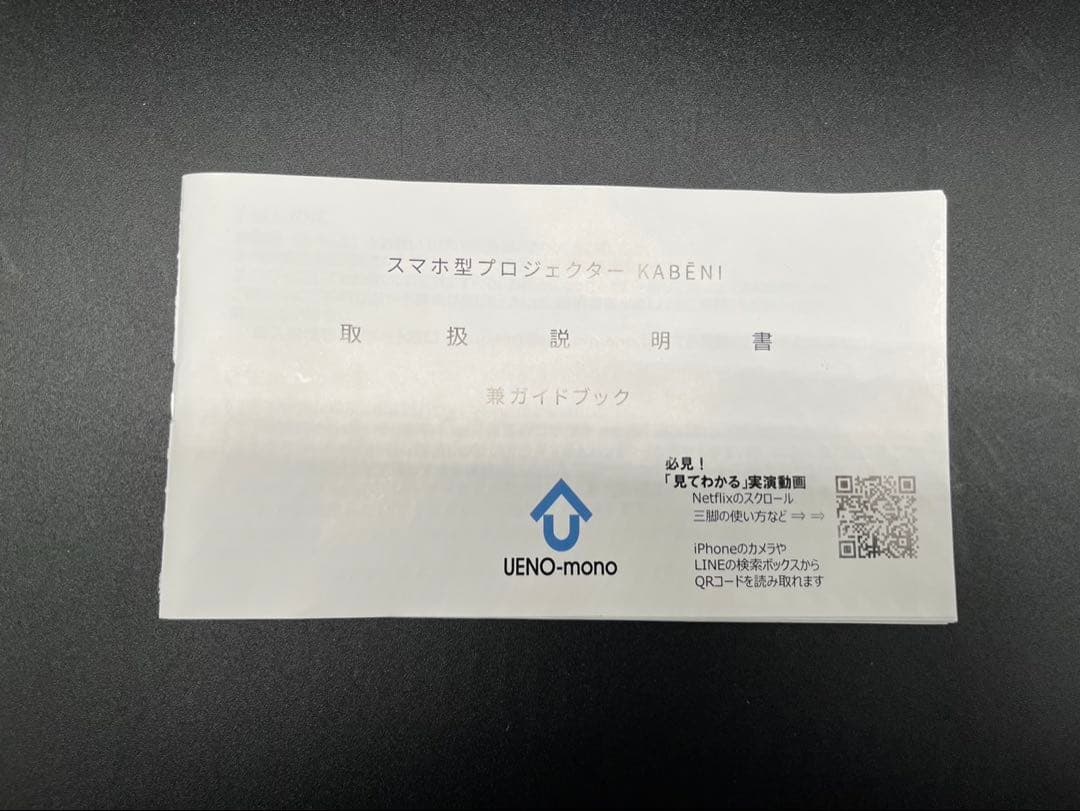 スマホ型プロジェクター KABĒNI
取扱説明書
兼ガイドブック
必見！
「見てわかる」実演動画
Netflixのスクロール
三脚の使い方など ⇒ ⇒
iPhoneのカメラや
LINEの検索ボックスから
QRコードを読み取れます
UENO-mono